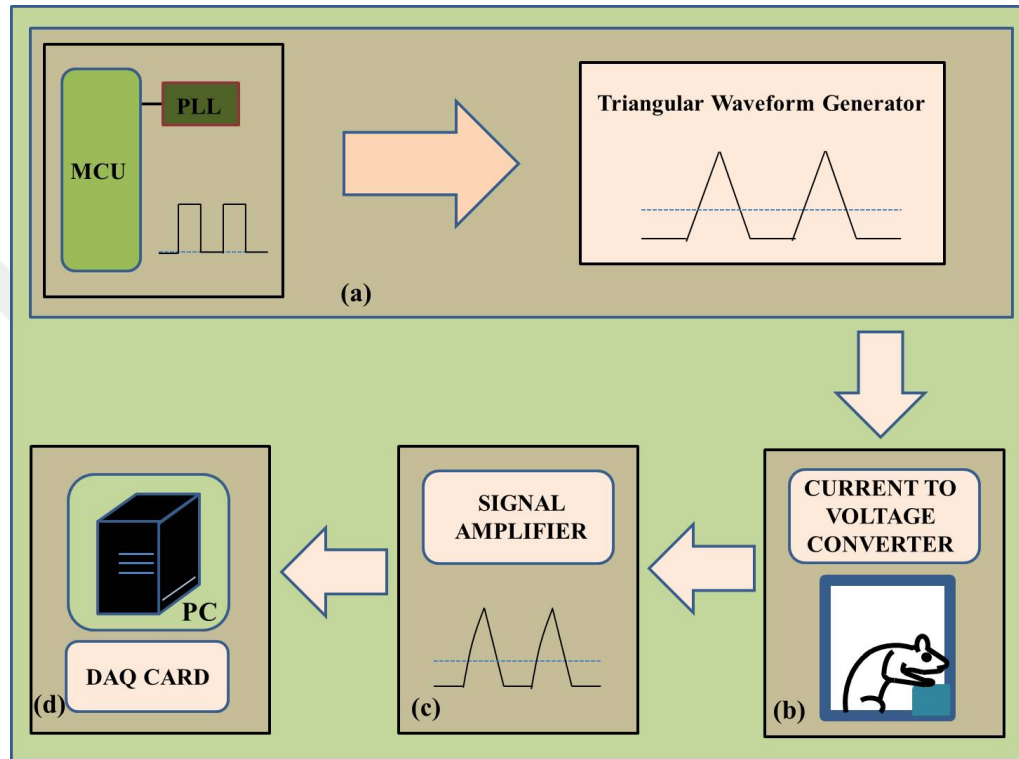 PLL
MCU
Triangular Waveform Generator
(a)
CURRENT TO
VOLTAGE
CONVERTER
(b)
SIGNAL
AMPLIFIER
(c)
PC
DAQ CARD
(d)